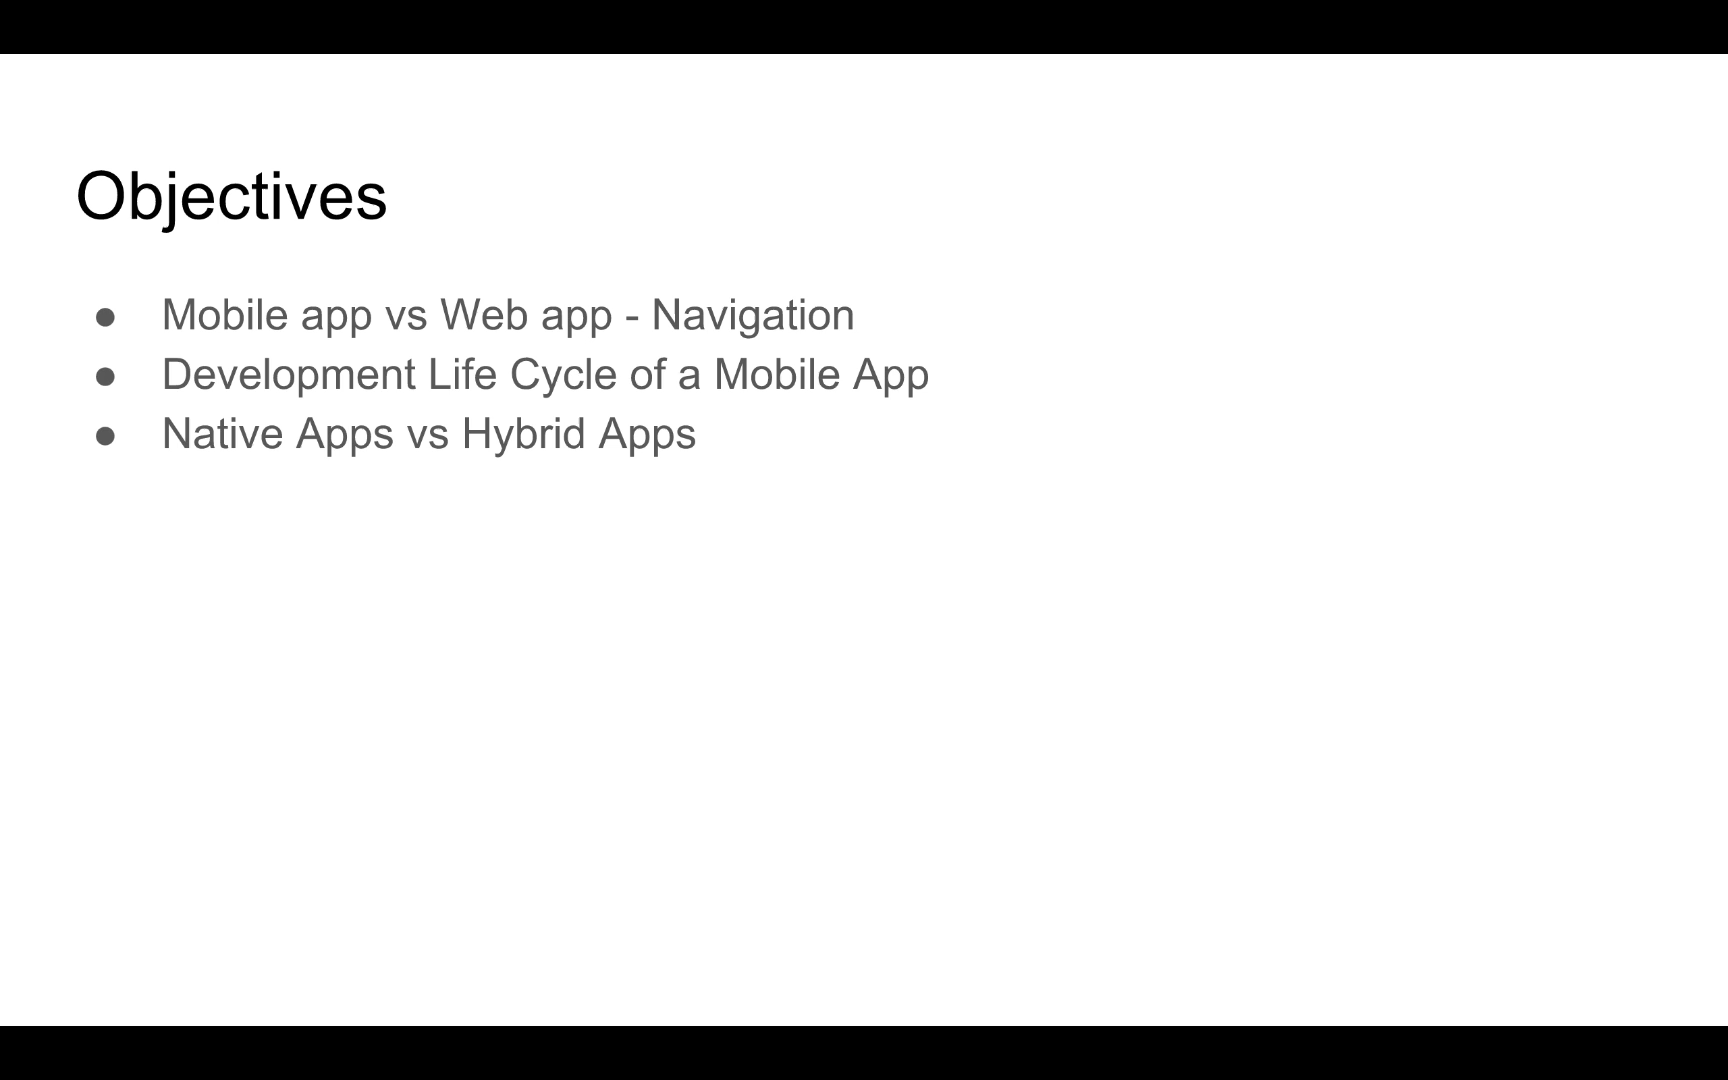 Objectives
● Mobile app vs Web app - Navigation
● Development Life Cycle of a Mobile App
● Native Apps vs Hybrid Apps